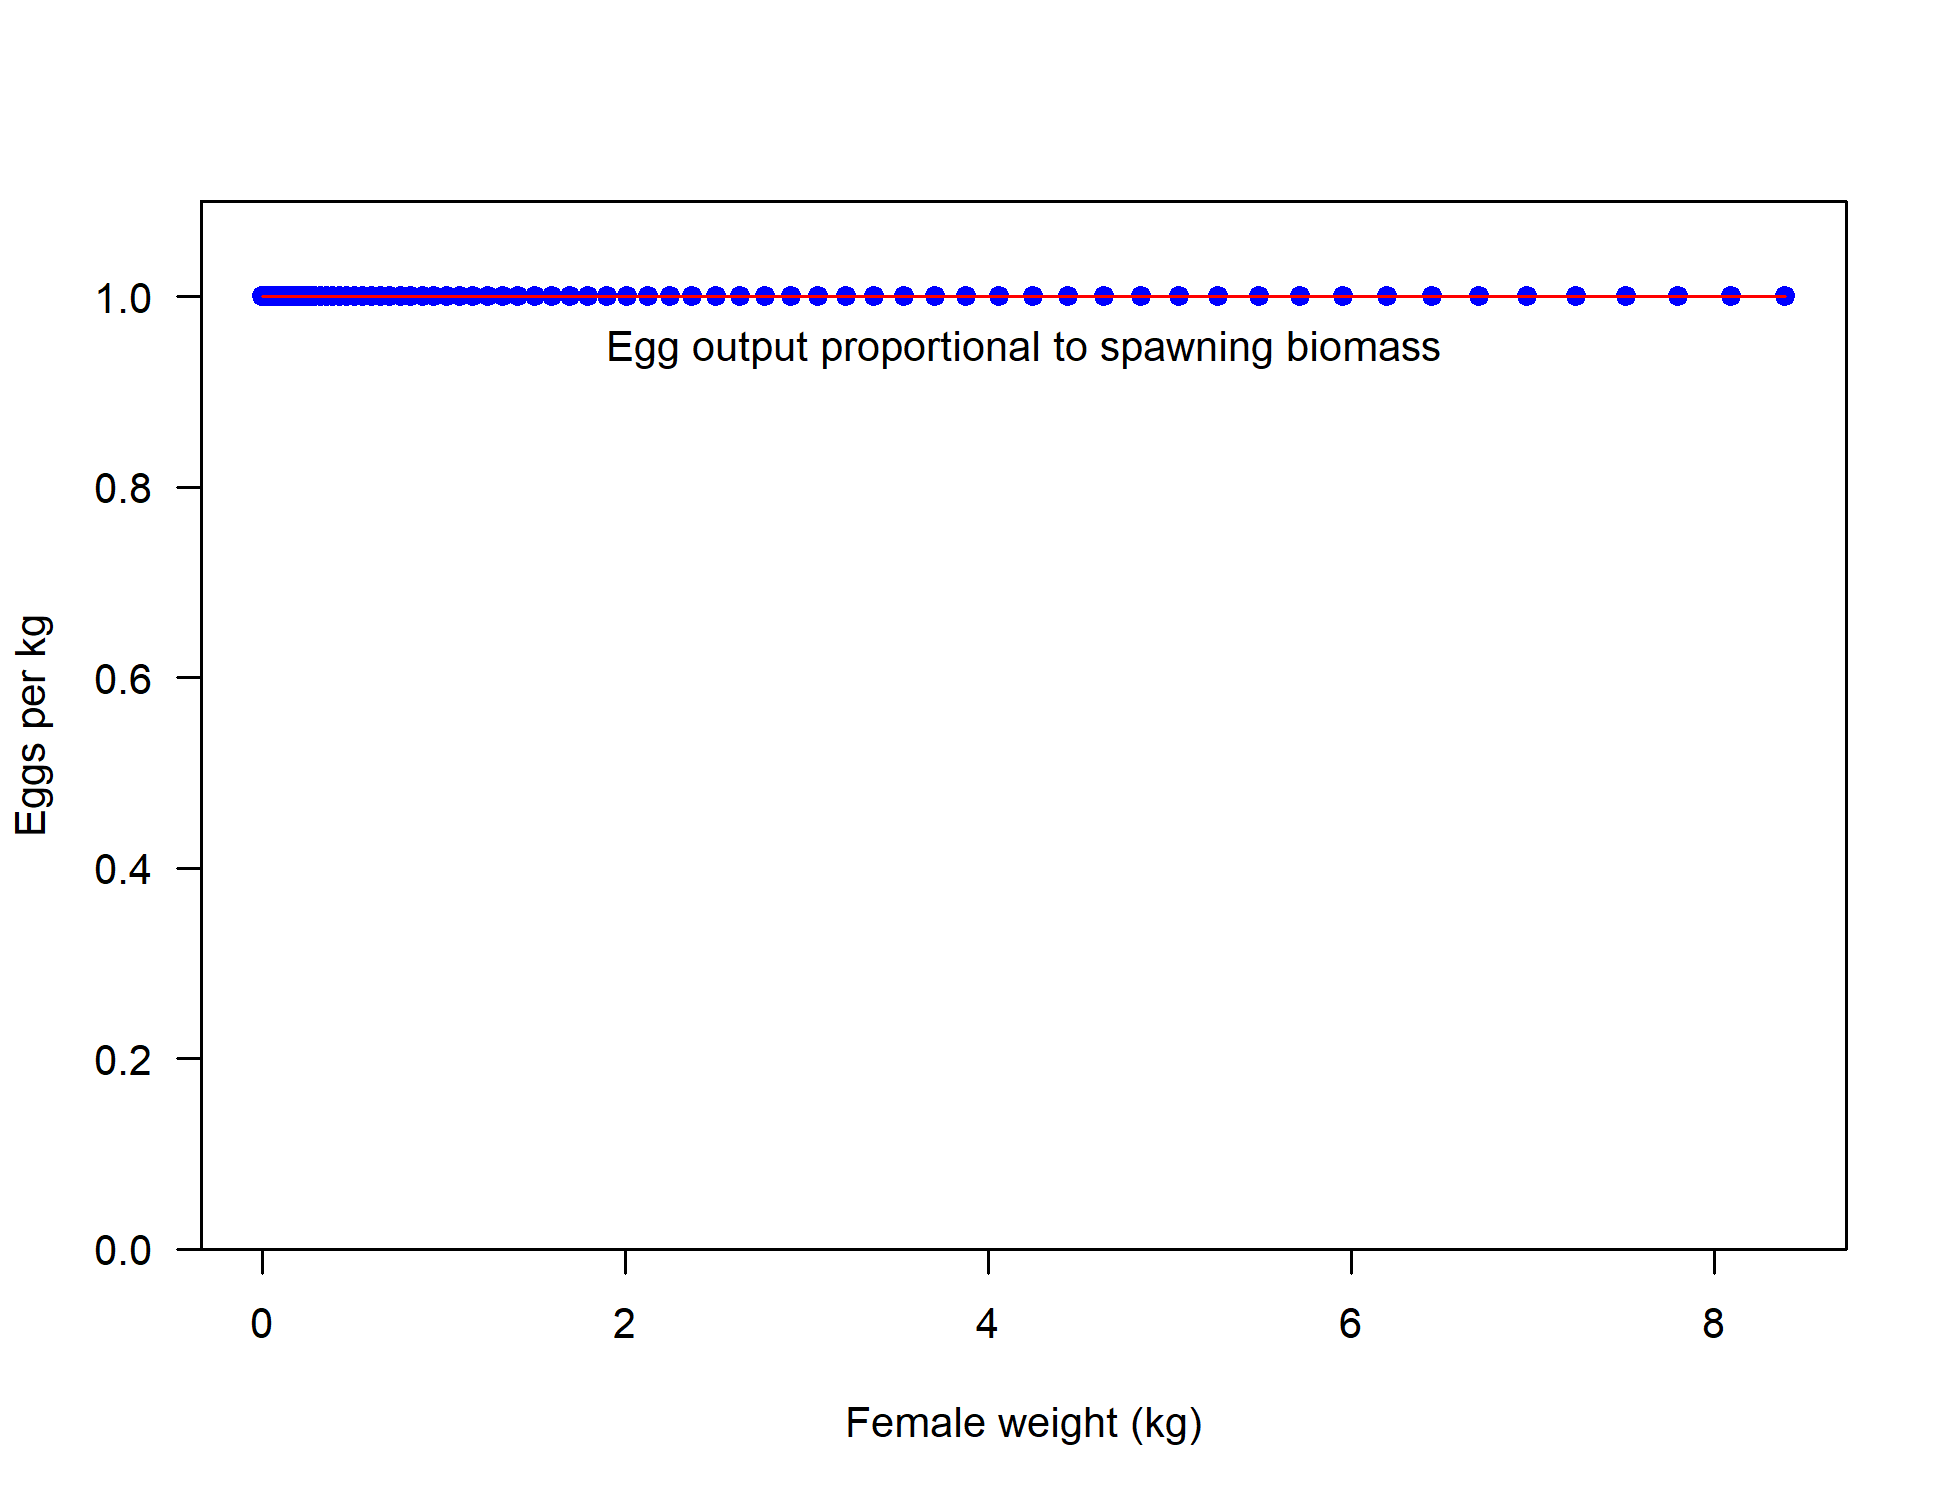 1.0
Egg output proportional to spawning biomass
0.8
0.6
0.4
0.2
0.0
Eggs per kg
0 2 4 6 8
Female weight (kg)